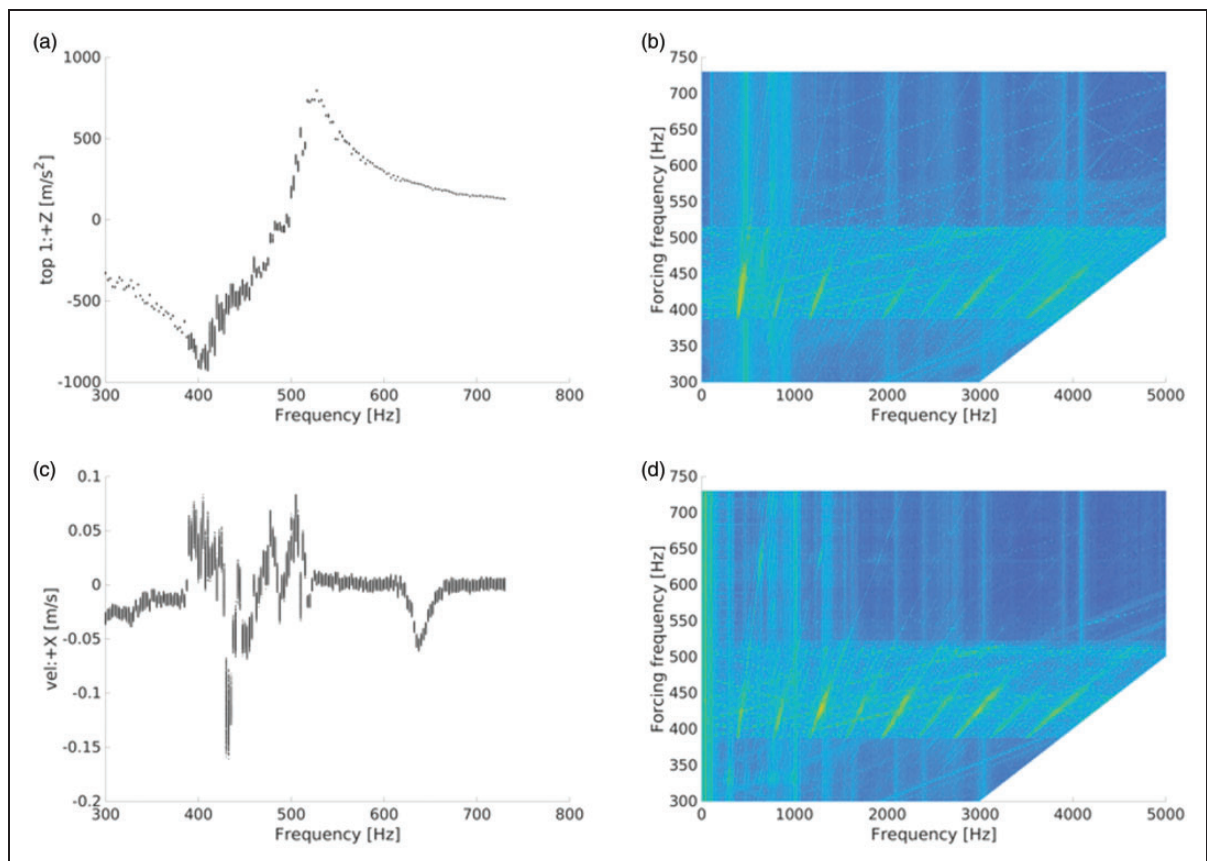 (a)
1000
500
0
-500
-1000
top 1:+Z [m/s²]
300 400 500 600 700 800
Frequency [Hz]
(b)
750
700
650
600
550
500
450
400
350
300
Forcing frequency [Hz]
0 1000 2000 3000 4000 5000
Frequency [Hz]
(c)
0.1
0.05
0
-0.05
-0.1
-0.15
-0.2
vel:+X [m/s]
300 400 500 600 700 800
Frequency [Hz]
(d)
750
700
650
600
550
500
450
400
350
300
Forcing frequency [Hz]
0 1000 2000 3000 4000 5000
Frequency [Hz]